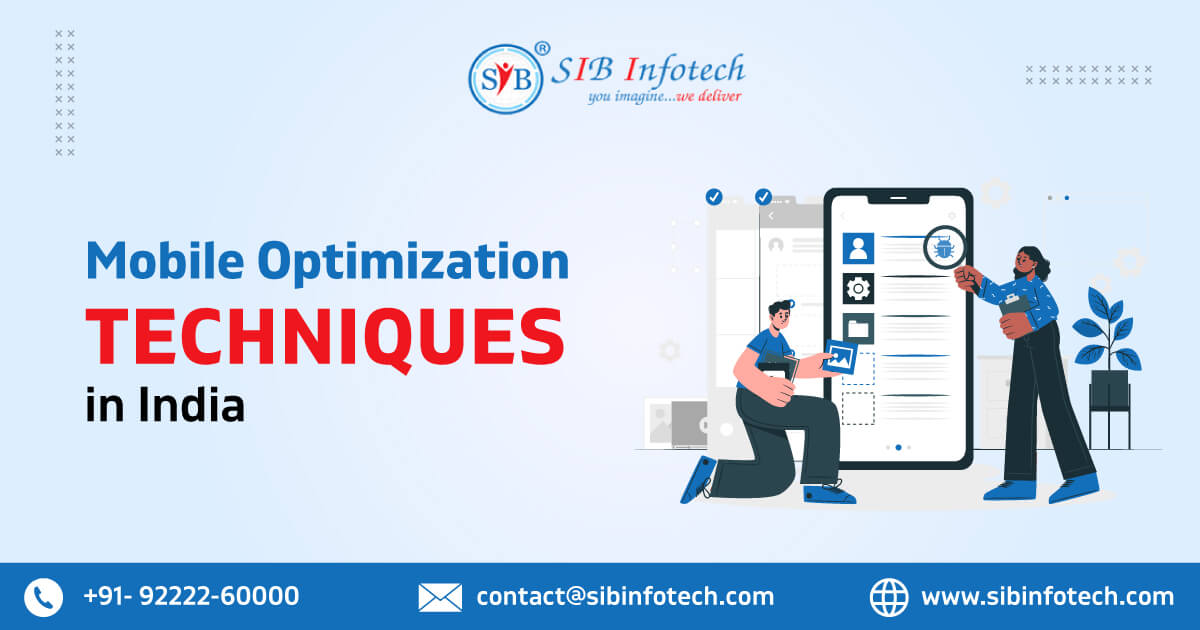 SIB
®
SIB Infotech
you imagine...we deliver
Mobile Optimization
TECHNIQUES
in India
+91- 92222-60000
contact@sibinfotech.com
www.sibinfotech.com